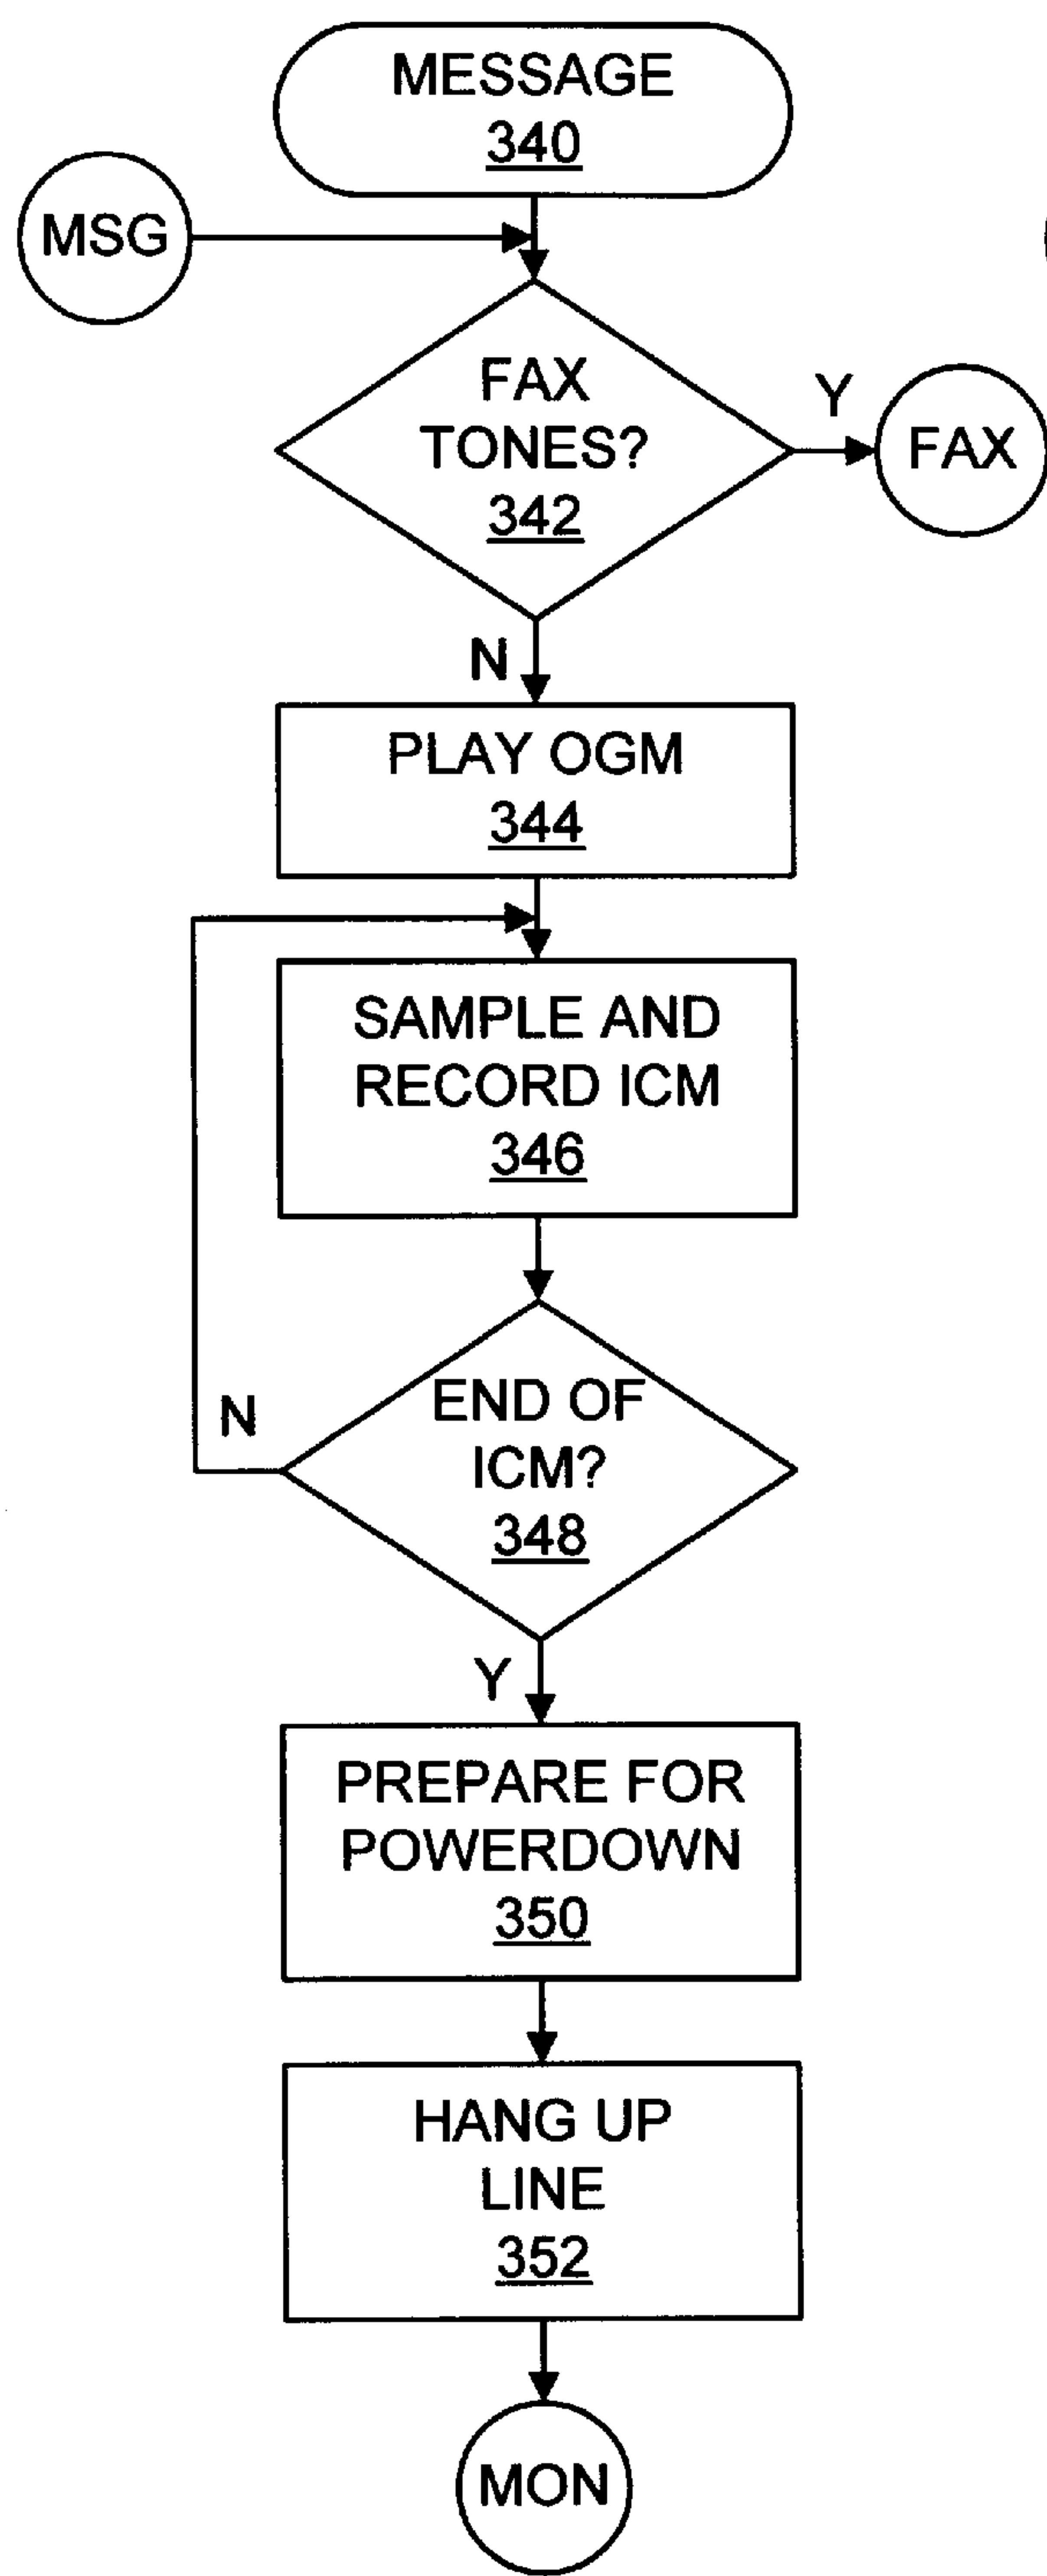 MESSAGE
340
MSG
FAX
TONES?
342
Y
FAX
N
PLAY OGM
344
SAMPLE AND
RECORD ICM
346
END OF
ICM?
348
N
Y
PREPARE FOR
POWERDOWN
350
HANG UP
LINE
352
MON